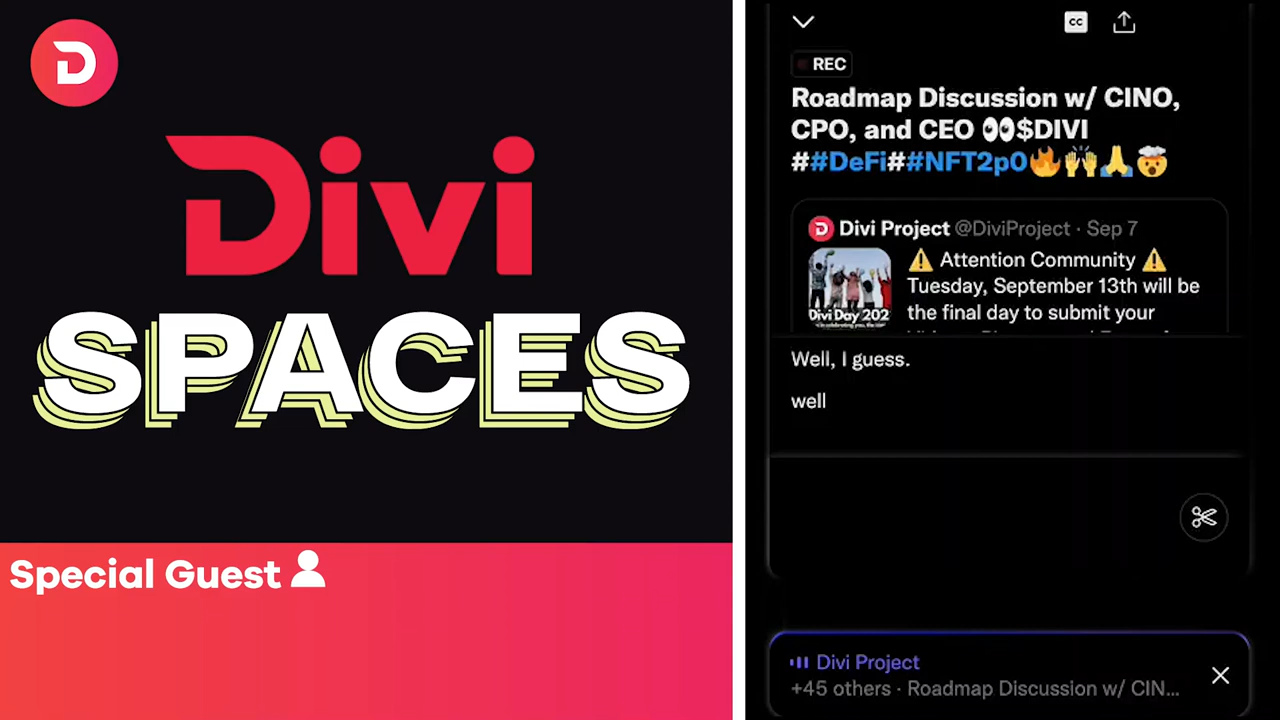 Divi
SPACES
Special Guest
CC
REC
Roadmap Discussion w/ CINO,
CPO, and CEO 👀$DIVI
##DeFi##NFT2p0🔥🙌🙏🤯
Divi Project @DiviProject · Sep 7
⚠️ Attention Community ⚠️
Tuesday, September 13th will be
the final day to submit your
Divi Day 202
Well, I guess.
well
Divi Project
+45 others · Roadmap Discussion w/ CIN...